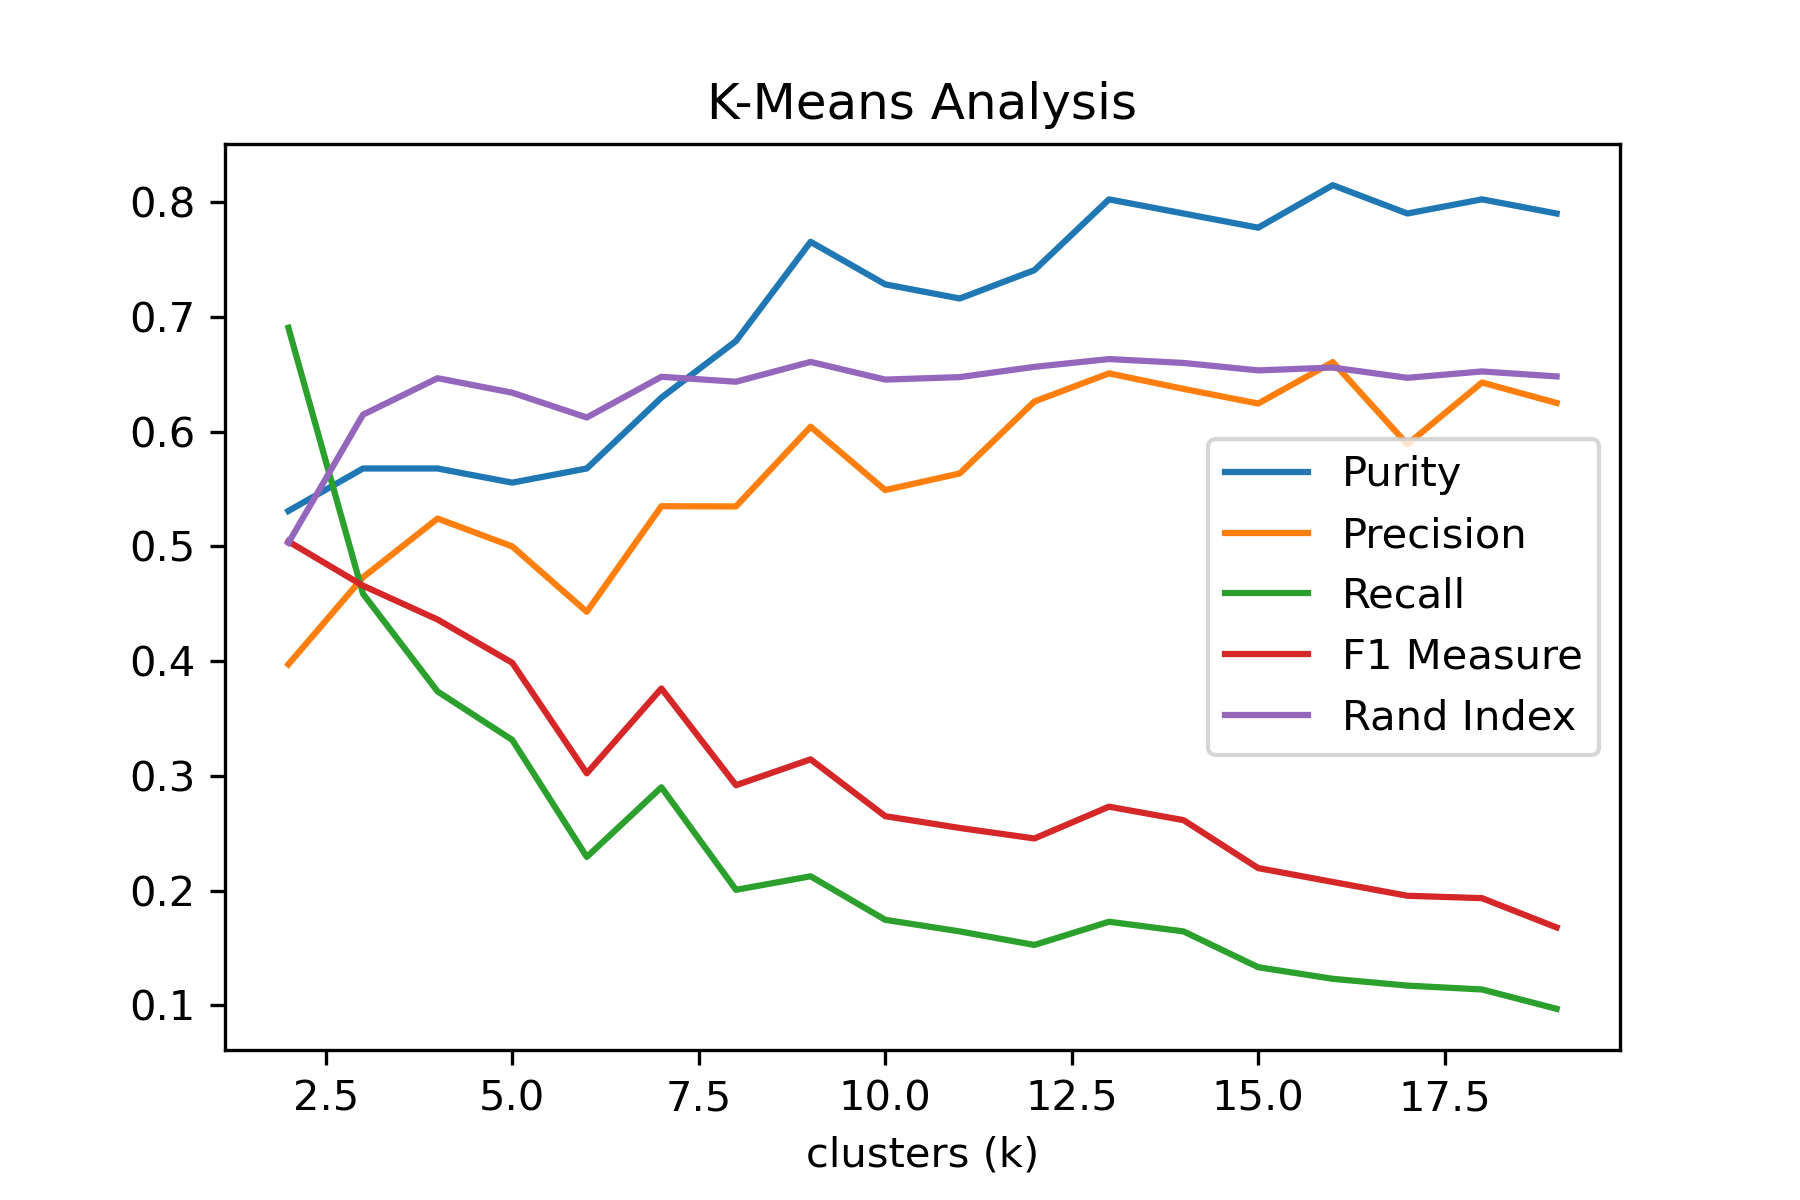 K-Means Analysis
0.8
0.7
0.6
0.5
0.4
0.3
0.2
0.1
Purity
Precision
Recall
F1 Measure
Rand Index
2.5 5.0 7.5 10.0 12.5 15.0 17.5
clusters (k)